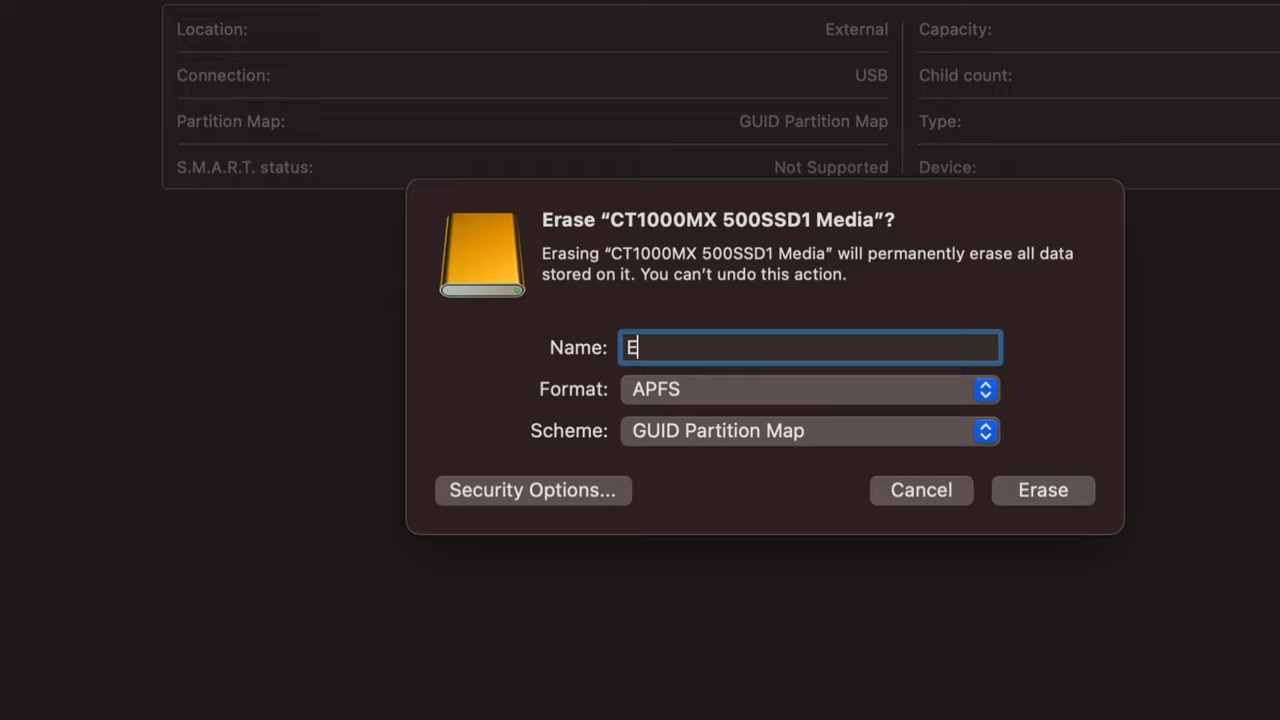 Location: External Capacity:
Connection: USB Child count:
Partition Map: GUID Partition Map Type:
S.M.A.R.T. status: Not Supported Device:
Erase “CT1000MX 500SSD1 Media”?
Erasing “CT1000MX 500SSD1 Media” will permanently erase all data
stored on it. You can’t undo this action.
Name: E
Format: APFS
Scheme: GUID Partition Map
Security Options... Cancel Erase